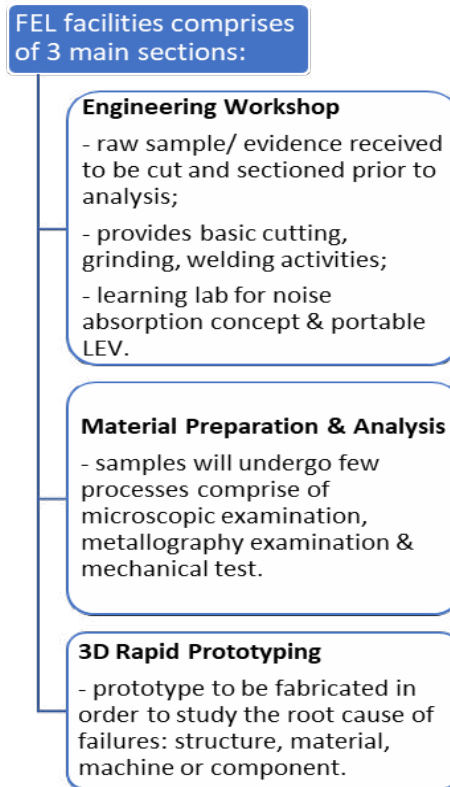 FEL facilities comprises
of 3 main sections:
Engineering Workshop
- raw sample/ evidence received
to be cut and sectioned prior to
analysis;
- provides basic cutting,
grinding, welding activities;
- learning lab for noise
absorption concept & portable
LEV.
Material Preparation & Analysis
- samples will undergo few
processes comprise of
microscopic examination,
metallography examination &
mechanical test.
3D Rapid Prototyping
- prototype to be fabricated in
order to study the root cause of
failures: structure, material,
machine or component.